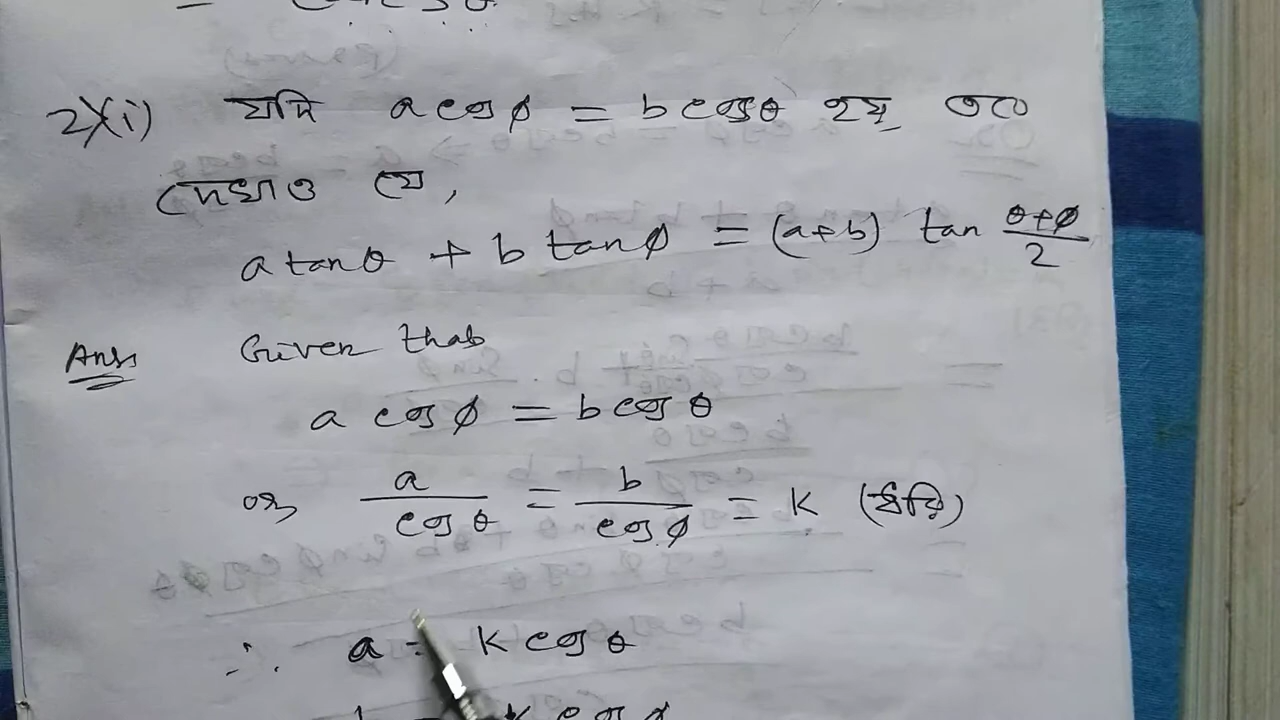 2)(i) যদি a cos φ = b cos θ হয় তবে
দেখাও যে,
a tan θ + b tan φ = (a+b) tan (θ+φ)/2
Ans Given that
a cos φ = b cos θ
or, a/cos θ = b/cos φ = K (ধরি)
∴ a = K cos θ
b = K cos φ